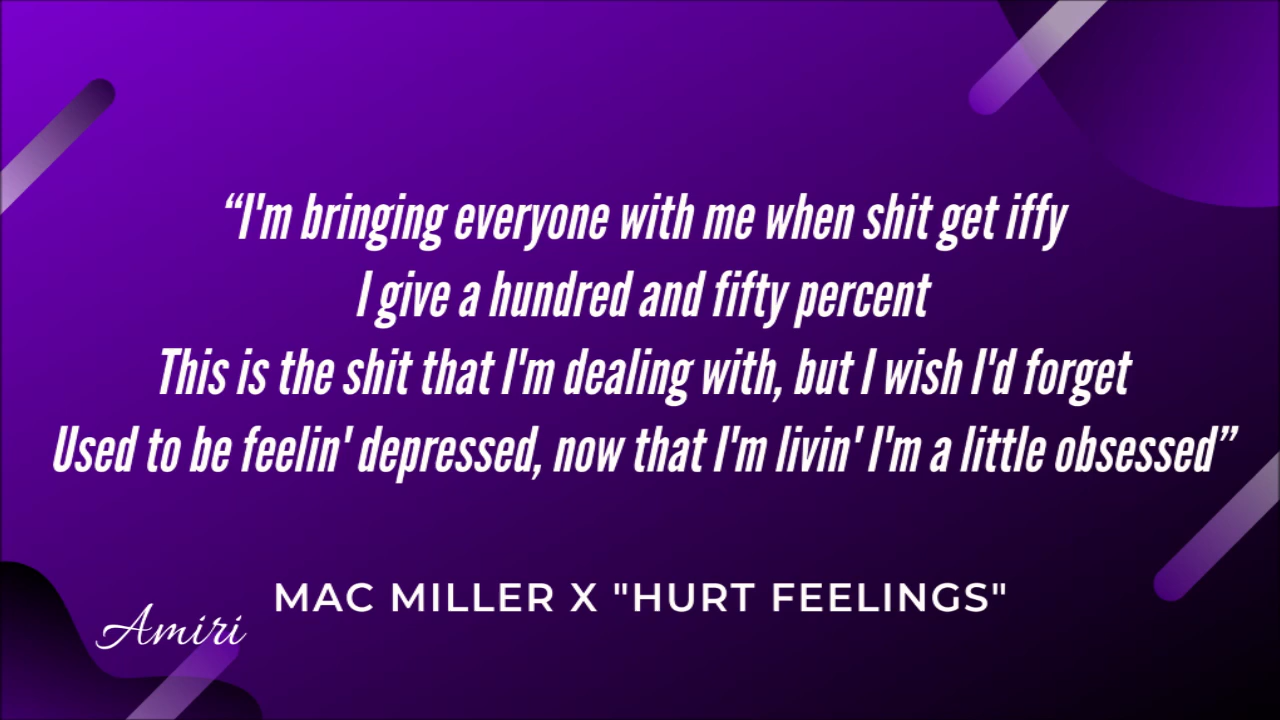 “I'm bringing everyone with me when shit get iffy
I give a hundred and fifty percent
This is the shit that I'm dealing with, but I wish I'd forget
Used to be feelin' depressed, now that I'm livin' I'm a little obsessed”
MAC MILLER X "HURT FEELINGS"
Amiri